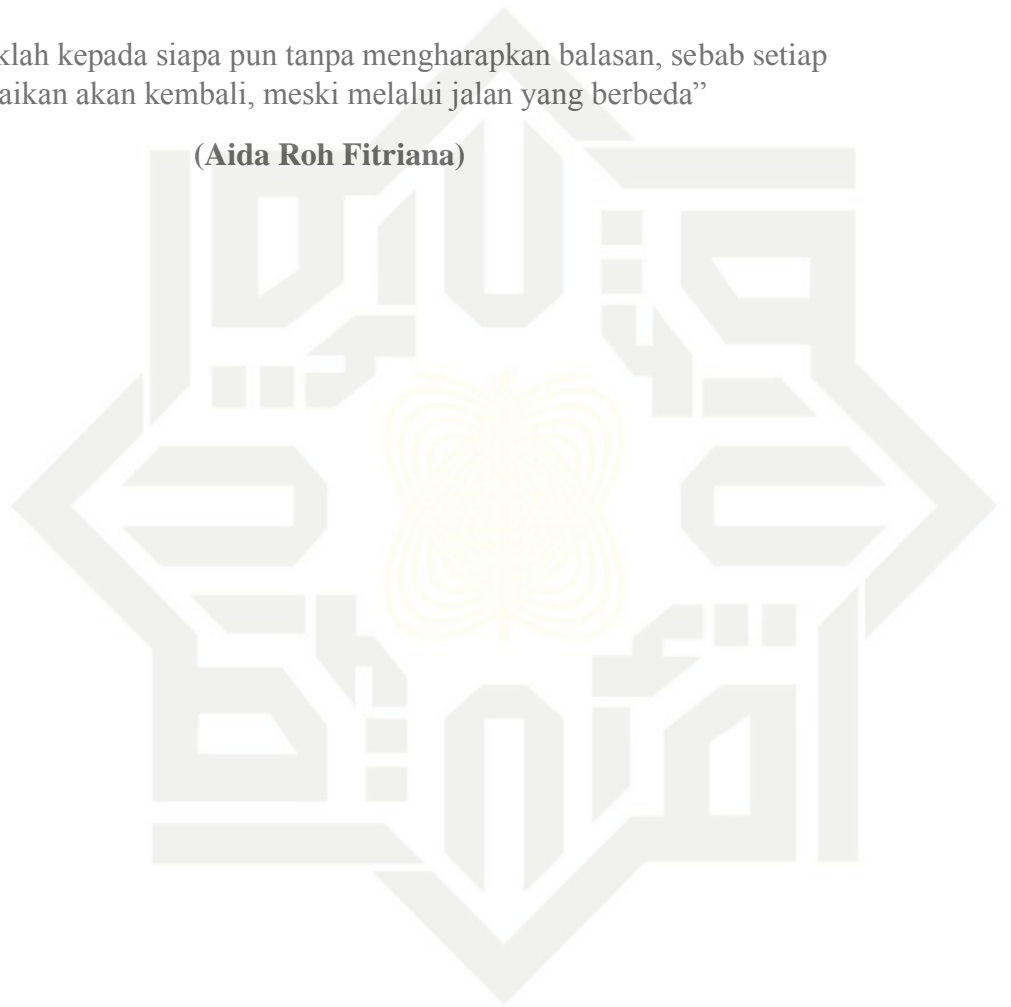 klah kepada siapa pun tanpa mengharapkan balasan, sebab setiap
aikan akan kembali, meski melalui jalan yang berbeda”
(Aida Roh Fitriana)